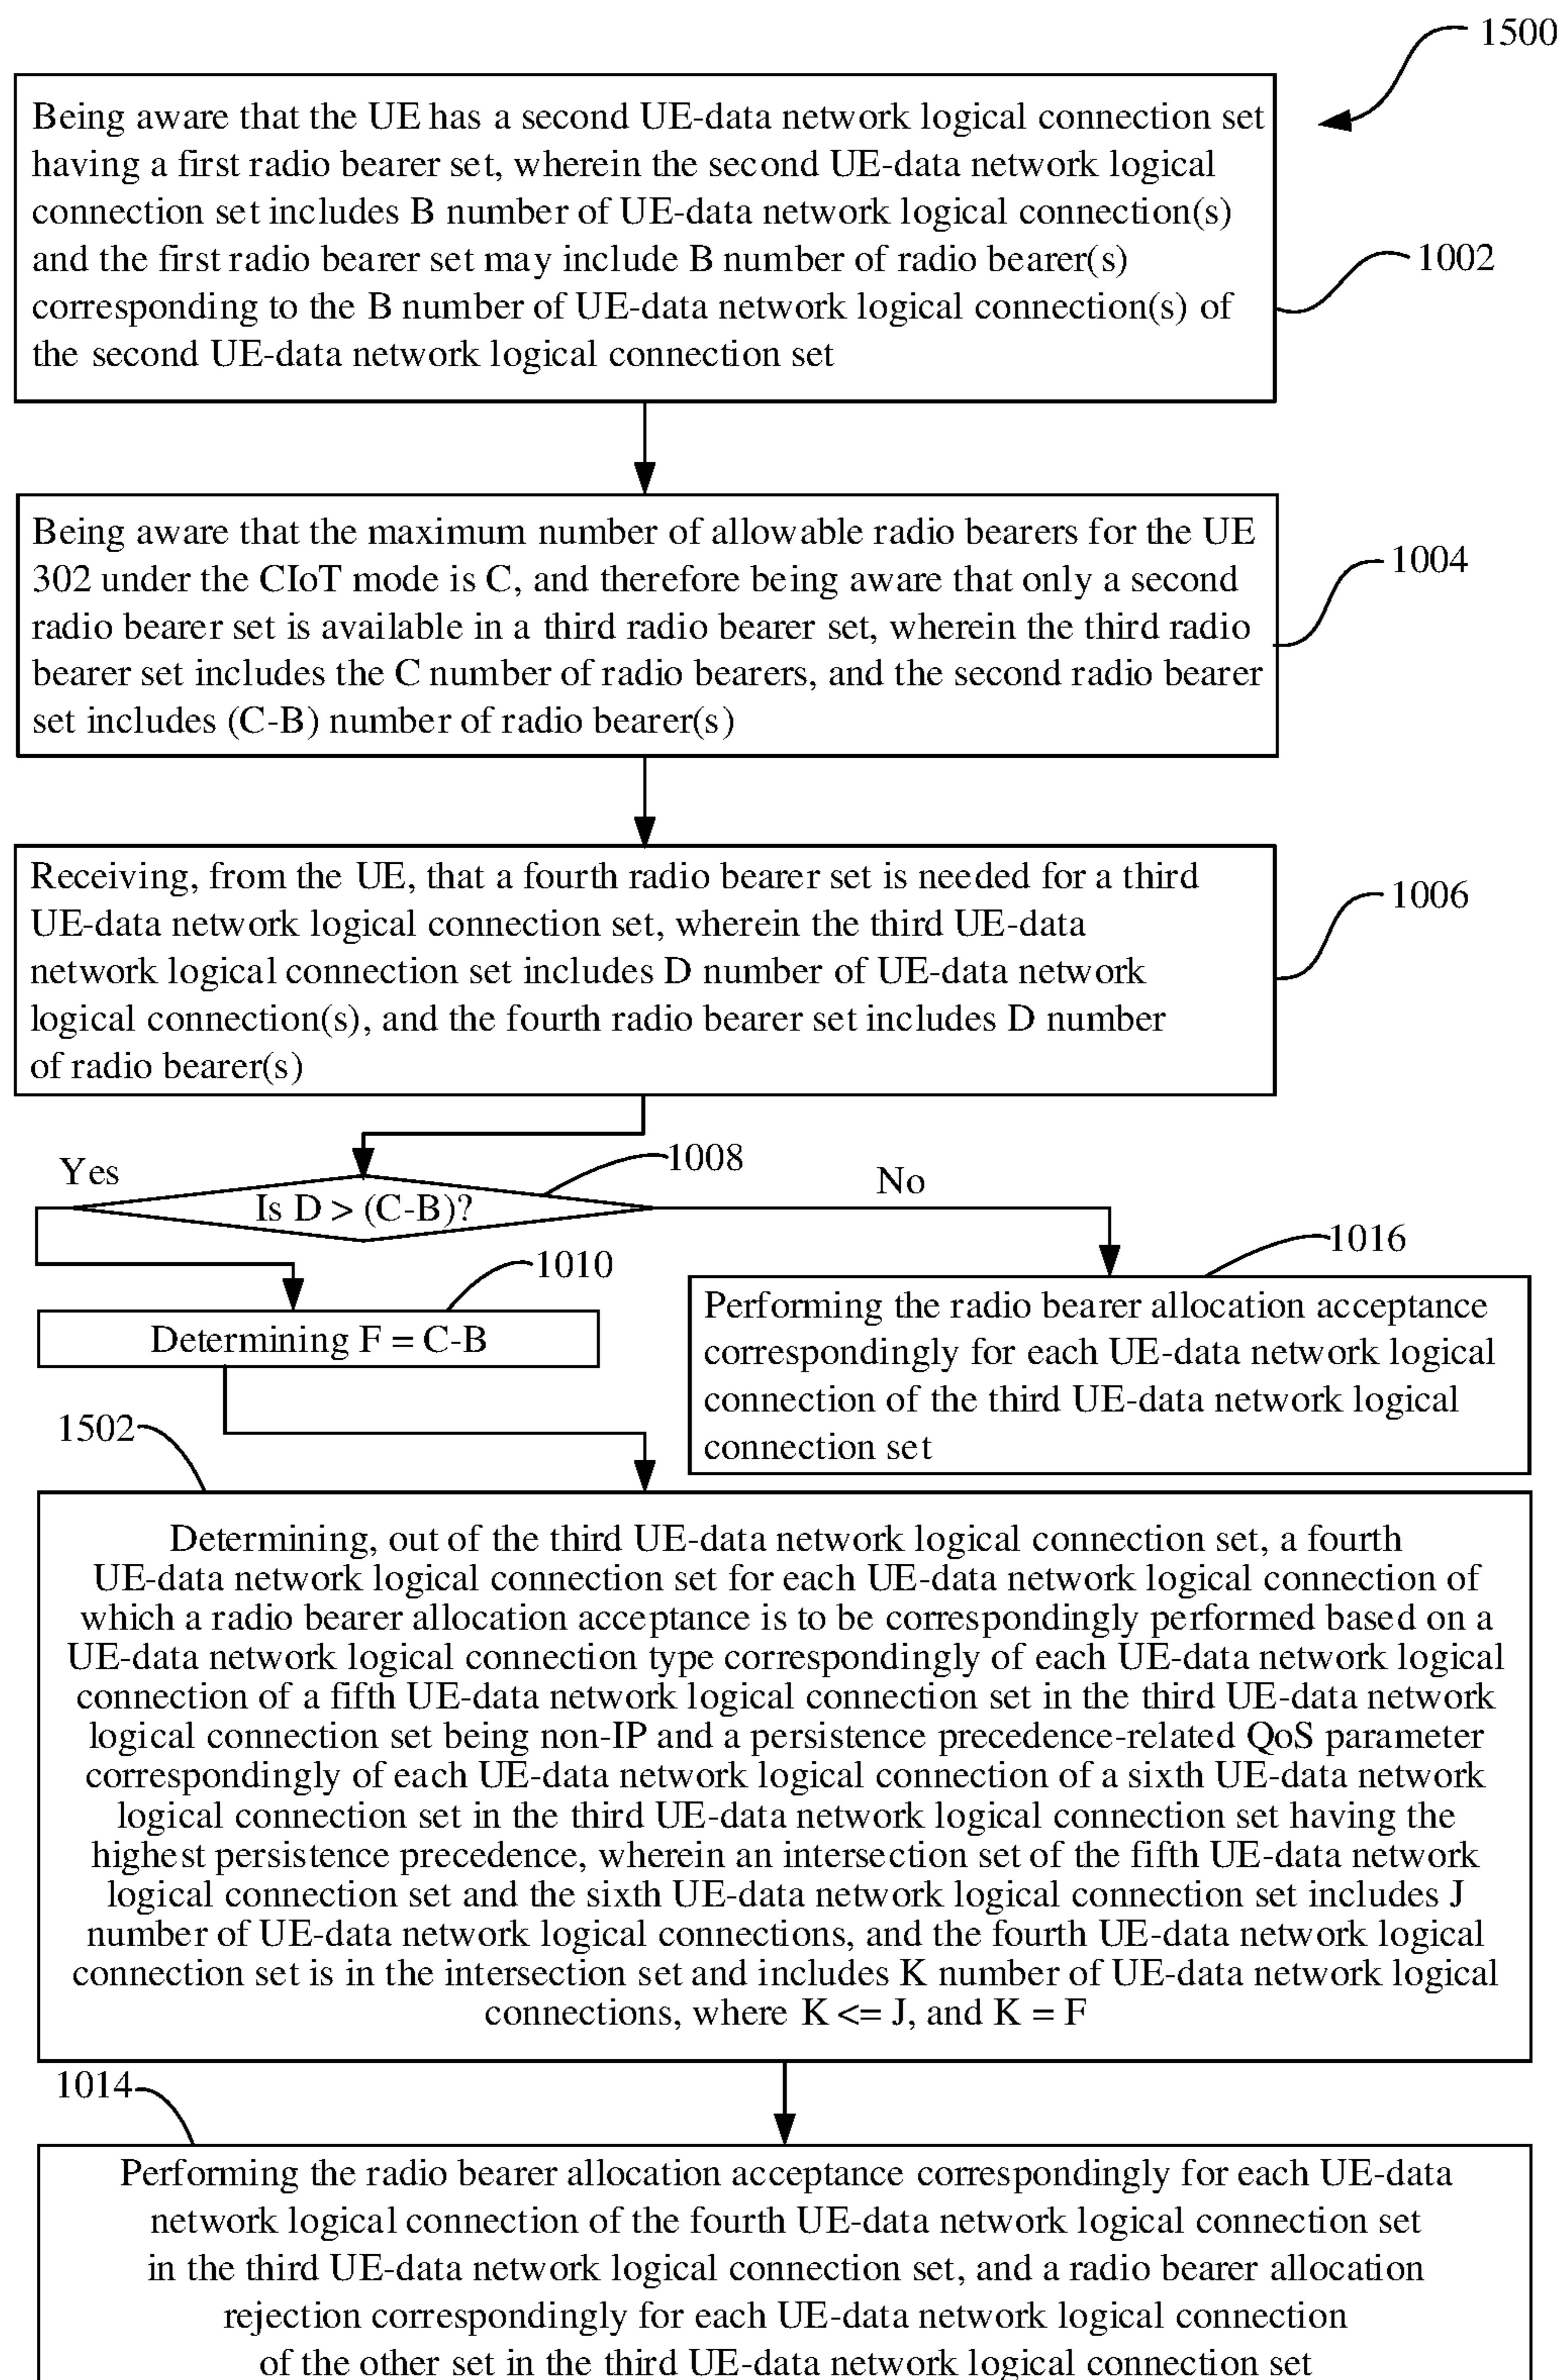 1500
Being aware that the UE has a second UE-data network logical connection set
having a first radio bearer set, wherein the second UE-data network logical
connection set includes B number of UE-data network logical connection(s)
and the first radio bearer set may include B number of radio bearer(s)
corresponding to the B number of UE-data network logical connection(s) of
the second UE-data network logical connection set
1002
Being aware that the maximum number of allowable radio bearers for the UE
302 under the CIoT mode is C, and therefore being aware that only a second
radio bearer set is available in a third radio bearer set, wherein the third radio
bearer set includes the C number of radio bearers, and the second radio bearer
set includes (C-B) number of radio bearer(s)
1004
Receiving, from the UE, that a fourth radio bearer set is needed for a third
UE-data network logical connection set, wherein the third UE-data
network logical connection set includes D number of UE-data network
logical connection(s), and the fourth radio bearer set includes D number
of radio bearer(s)
1006
Yes
Is D > (C-B)?
1008
No
1010
Determining F = C-B
1016
Performing the radio bearer allocation acceptance
correspondingly for each UE-data network logical
connection of the third UE-data network logical
connection set
1502
Determining, out of the third UE-data network logical connection set, a fourth
UE-data network logical connection set for each UE-data network logical connection of
which a radio bearer allocation acceptance is to be correspondingly performed based on a
UE-data network logical connection type correspondingly of each UE-data network logical
connection of a fifth UE-data network logical connection set in the third UE-data network
logical connection set being non-IP and a persistence precedence-related QoS parameter
correspondingly of each UE-data network logical connection of a sixth UE-data network
logical connection set in the third UE-data network logical connection set having the
highest persistence precedence, wherein an intersection set of the fifth UE-data network
logical connection set and the sixth UE-data network logical connection set includes J
number of UE-data network logical connections, and the fourth UE-data network logical
connection set is in the intersection set and includes K number of UE-data network logical
connections, where K <= J, and K = F
1014
Performing the radio bearer allocation acceptance correspondingly for each UE-data
network logical connection of the fourth UE-data network logical connection set
in the third UE-data network logical connection set, and a radio bearer allocation
rejection correspondingly for each UE-data network logical connection
of the other set in the third UE-data network logical connection set